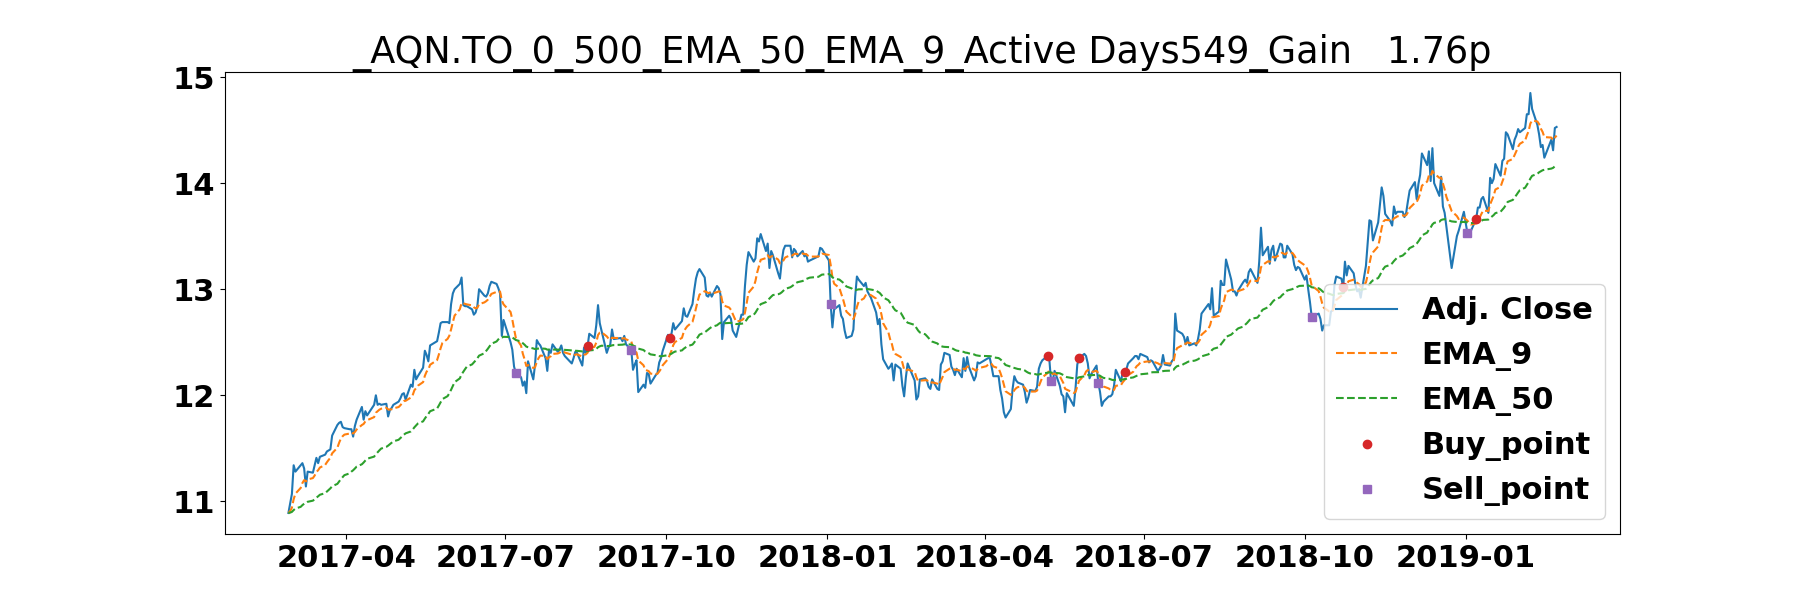 _AQN.TO_0_500_EMA_50_EMA_9_Active Days549_Gain   1.76p
15
14
13
12
11
Adj. Close
EMA_9
EMA_50
Buy_point
Sell_point
2017-04 2017-07 2017-10 2018-01 2018-04 2018-07 2018-10 2019-01